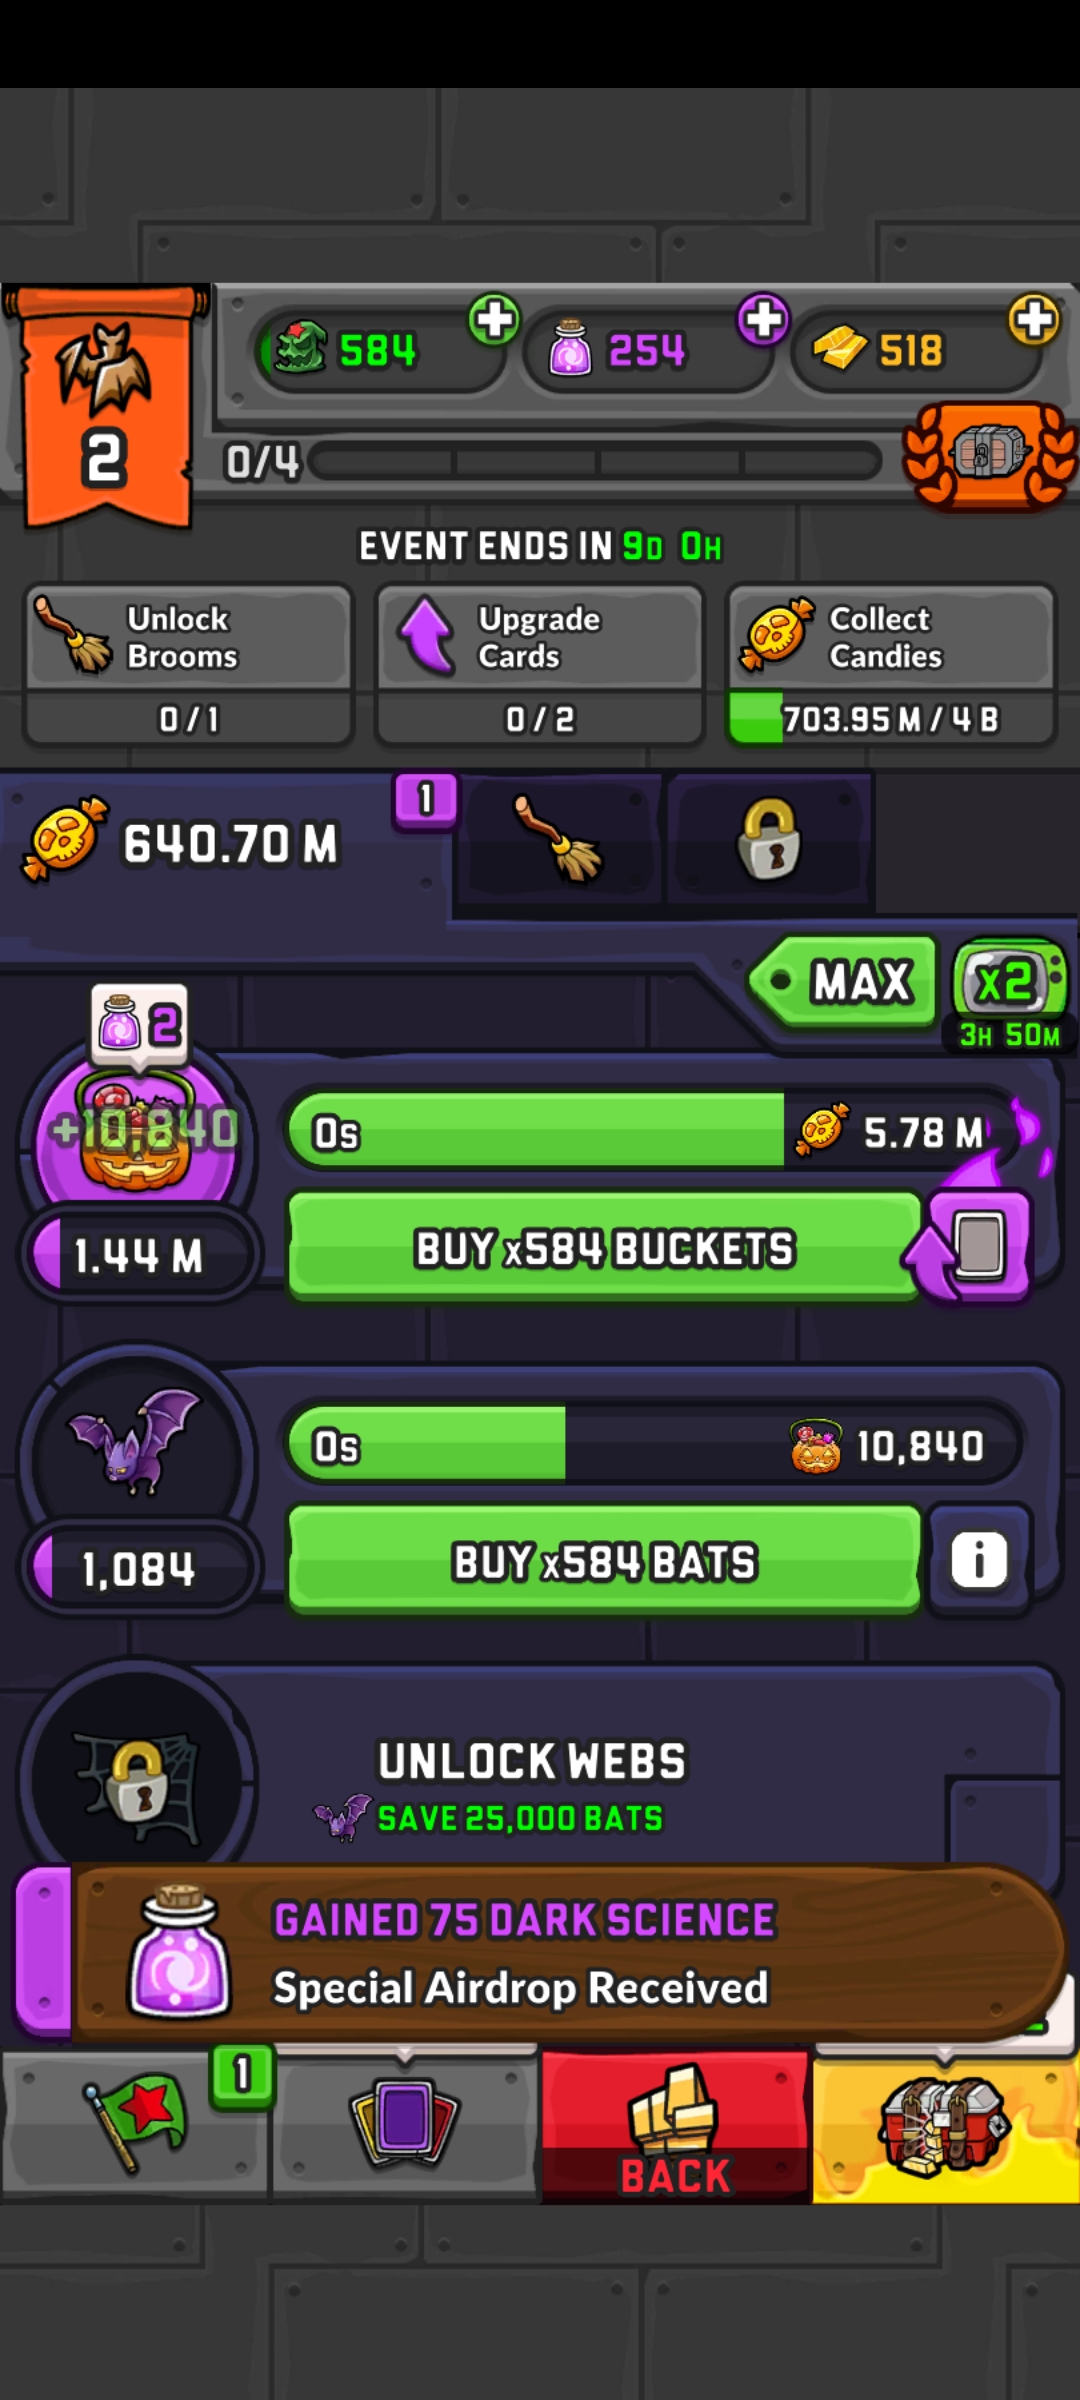 584
254
518
2
0/4
EVENT ENDS IN 9D 0H
Unlock
Brooms
0 / 1
Upgrade
Cards
0 / 2
Collect
Candies
703.95 M / 4 B
640.70 M
1
MAX
x2
3H 50M
2
+10,840
0s
5.78 M
1.44 M
BUY x584 BUCKETS
0s
10,840
1,084
BUY x584 BATS
i
UNLOCK WEBS
SAVE 25,000 BATS
GAINED 75 DARK SCIENCE
Special Airdrop Received
1
BACK